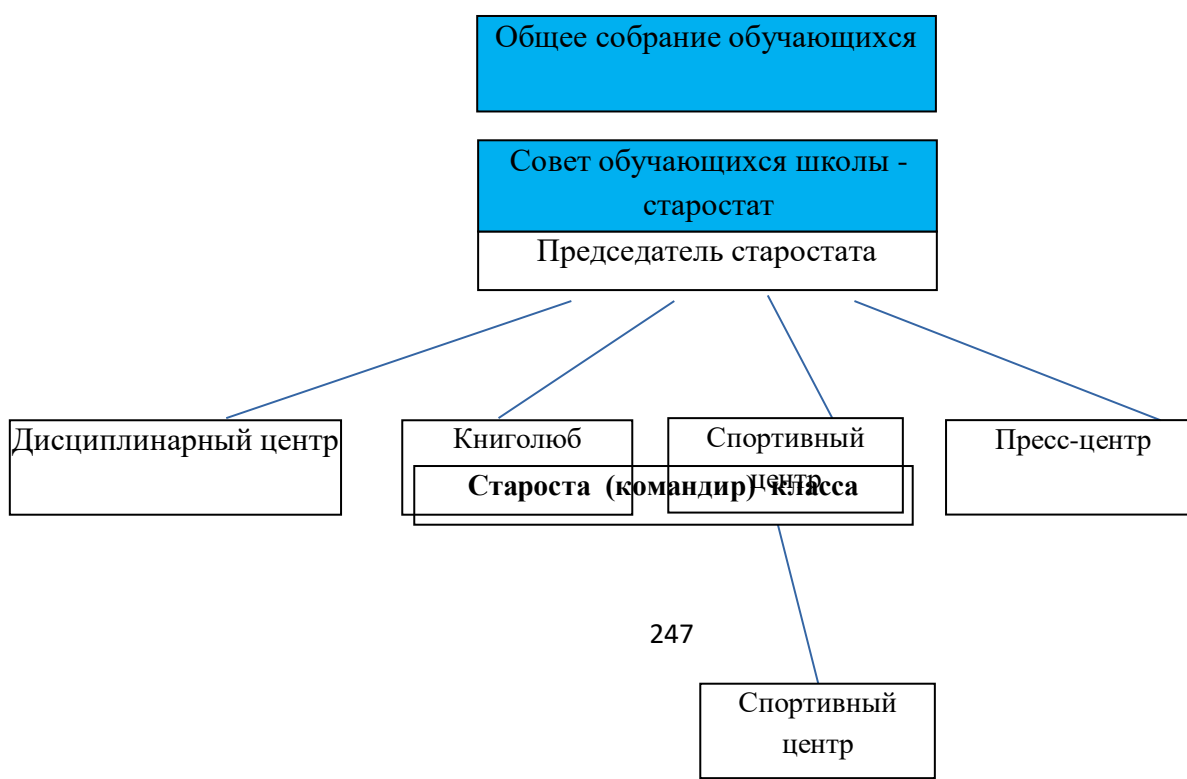 Общее собрание обучающихся
Совет обучающихся школы -
старостат
Председатель старостата
Дисциплинарный центр
Книголюб
Спортивный
центр
Пресс-центр
Староста (командир) класса
247
Спортивный
центр